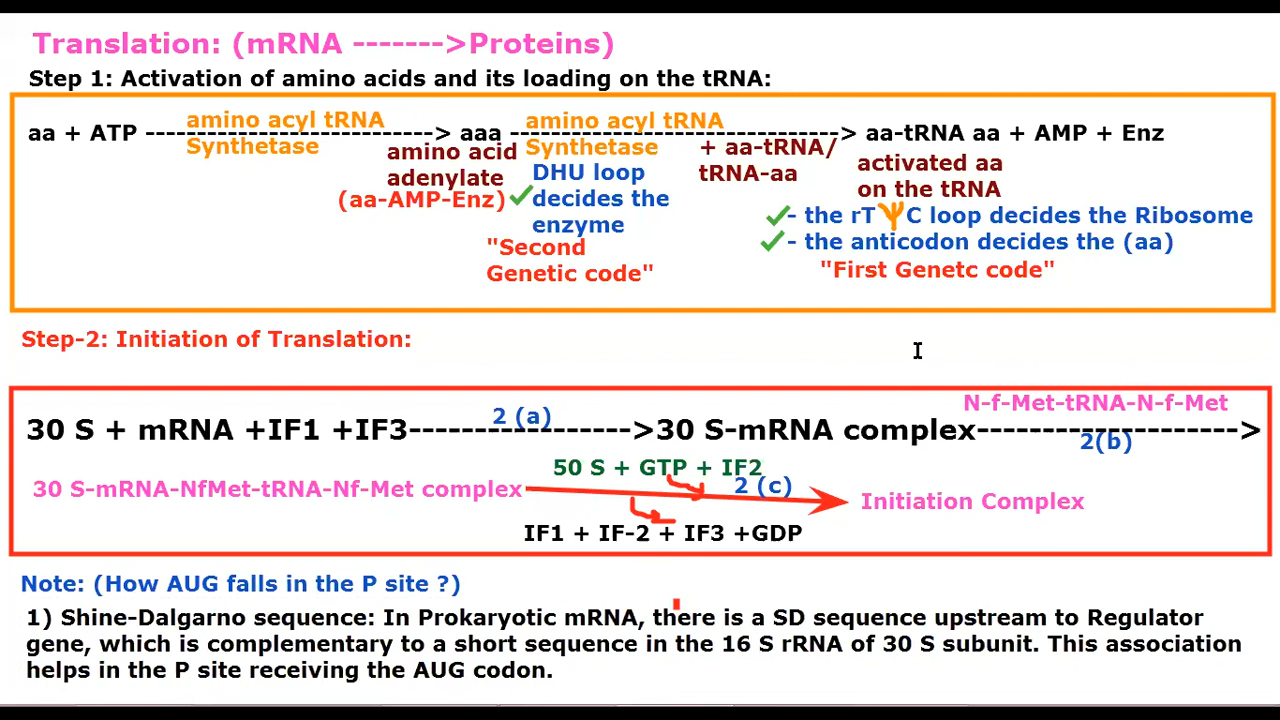 Translation: (mRNA ------->Proteins)
Step 1: Activation of amino acids and its loading on the tRNA:
aa + ATP ----------------------------> aaa --------------------------------> aa-tRNA aa + AMP + Enz
amino acyl tRNA
Synthetase
amino acid
adenylate
(aa-AMP-Enz)
amino acyl tRNA
Synthetase
+ aa-tRNA/
tRNA-aa
DHU loop
decides the
enzyme
"Second
Genetic code"
activated aa
on the tRNA
- the rTΨC loop decides the Ribosome
- the anticodon decides the (aa)
"First Genetc code"
Step-2: Initiation of Translation:
N-f-Met-tRNA-N-f-Met
30 S + mRNA +IF1 +IF3--------------------->30 S-mRNA complex------------------------->
2 (a)
2(b)
50 S + GTP + IF2
30 S-mRNA-NfMet-tRNA-Nf-Met complex
2 (c)
Initiation Complex
IF1 + IF-2 + IF3 +GDP
Note: (How AUG falls in the P site ?)
1) Shine-Dalgarno sequence: In Prokaryotic mRNA, there is a SD sequence upstream to Regulator
gene, which is complementary to a short sequence in the 16 S rRNA of 30 S subunit. This association
helps in the P site receiving the AUG codon.